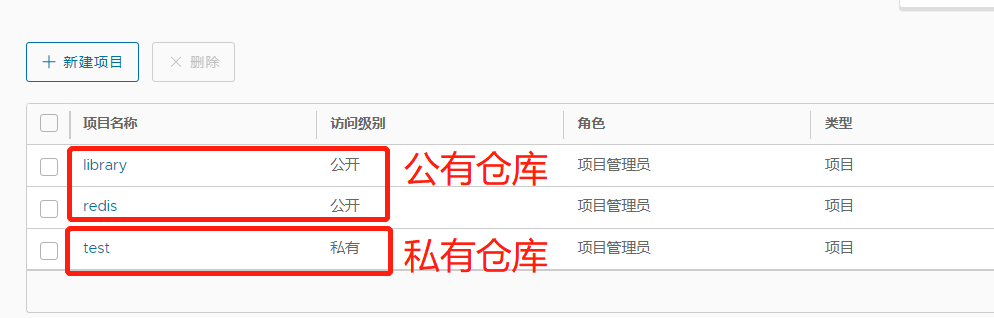 + 新建项目 × 删除
项目名称 访问级别 角色 类型
library 公开 公有仓库 项目管理员 项目
redis 公开 项目管理员 项目
test 私有 私有仓库 项目管理员 项目